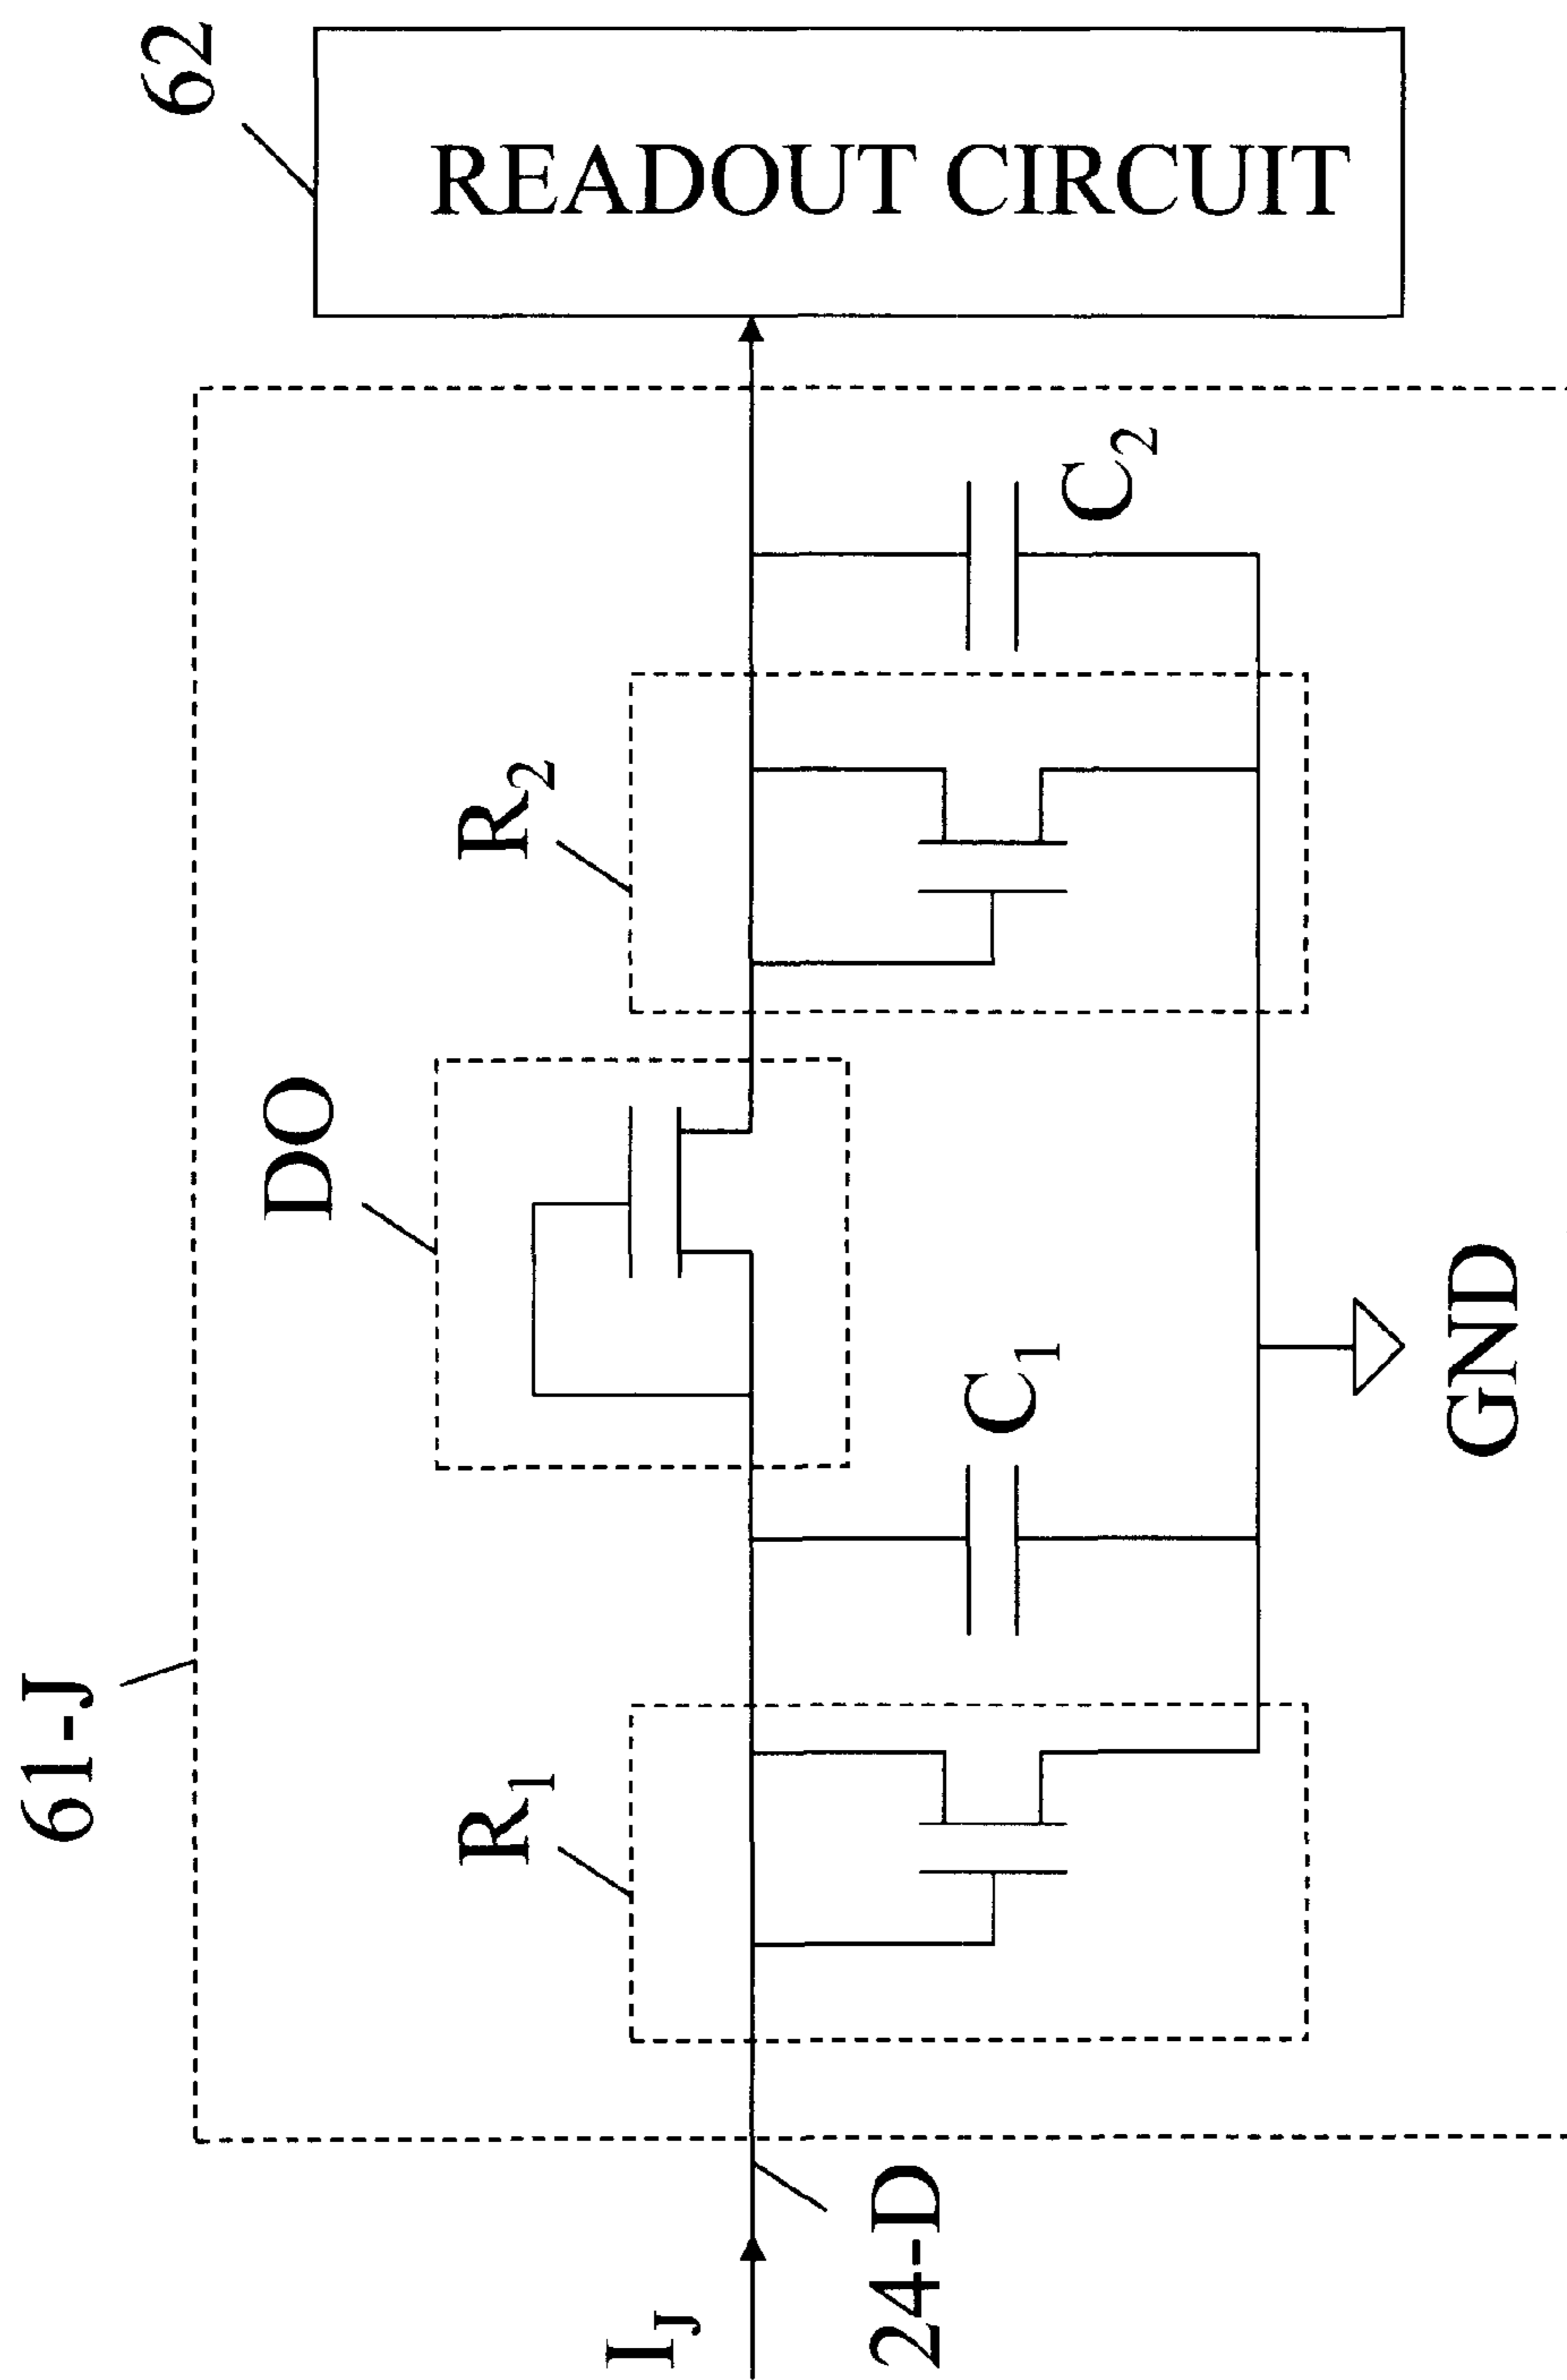 61-J
62
DO
R1
R2
READOUT CIRCUIT
IJ
24-D
C1
C2
GND